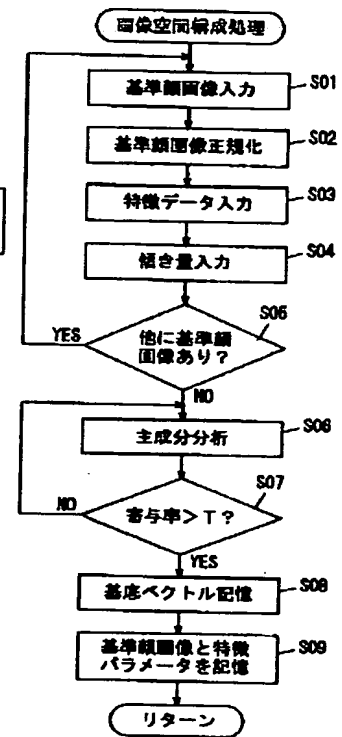 画像空間構成処理
基準顔画像入力
S01
基準顔画像正規化
S02
特徴データ入力
S03
傾き量入力
S04
S05
他に基準顔
画像あり?
YES
NO
主成分分析
S06
S07
寄与率>T?
NO
YES
基底ベクトル記憶
S08
基準顔画像と特徴
パラメータを記憶
S09
リターン